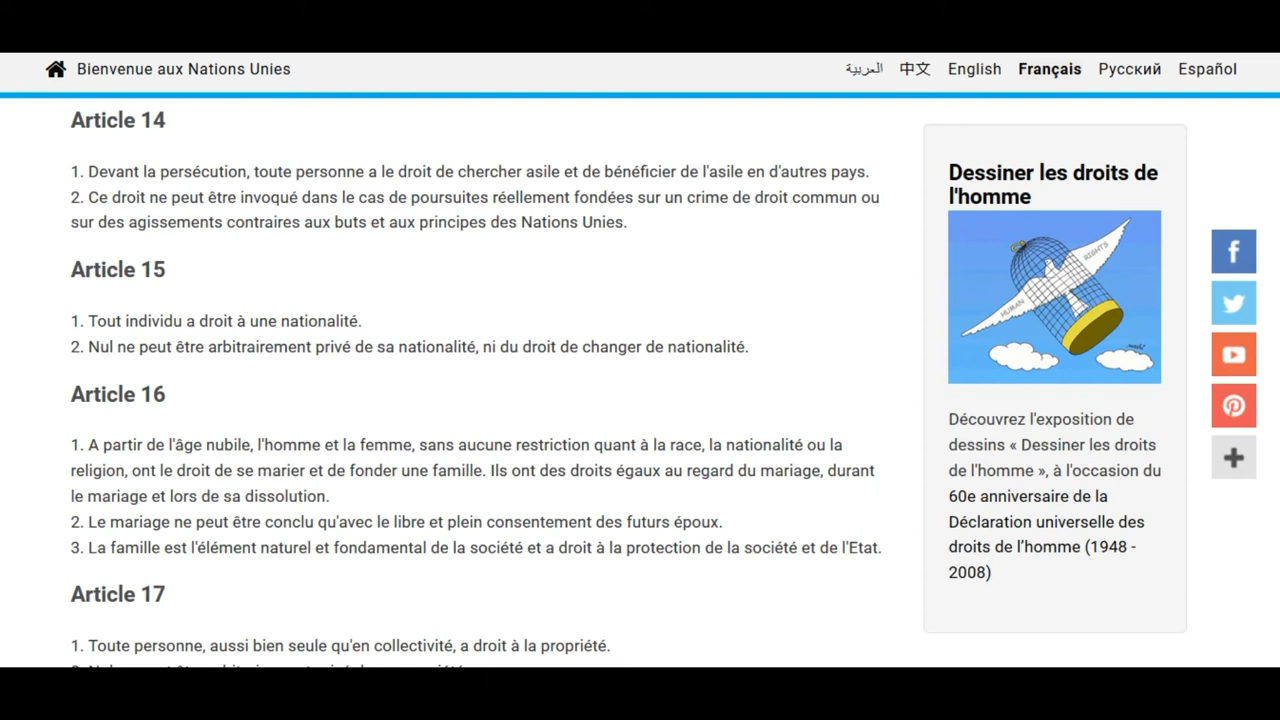 Bienvenue aux Nations Unies
العربية
中文
English
Français
Русский
Español
Article 14
1. Devant la persécution, toute personne a le droit de chercher asile et de bénéficier de l'asile en d'autres pays.
2. Ce droit ne peut être invoqué dans le cas de poursuites réellement fondées sur un crime de droit commun ou
sur des agissements contraires aux buts et aux principes des Nations Unies.
Article 15
1. Tout individu a droit à une nationalité.
2. Nul ne peut être arbitrairement privé de sa nationalité, ni du droit de changer de nationalité.
Article 16
1. A partir de l'âge nubile, l'homme et la femme, sans aucune restriction quant à la race, la nationalité ou la
religion, ont le droit de se marier et de fonder une famille. Ils ont des droits égaux au regard du mariage, durant
le mariage et lors de sa dissolution.
2. Le mariage ne peut être conclu qu'avec le libre et plein consentement des futurs époux.
3. La famille est l'élément naturel et fondamental de la société et a droit à la protection de la société et de l'Etat.
Article 17
1. Toute personne, aussi bien seule qu'en collectivité, a droit à la propriété.
Dessiner les droits de
l'homme
HUMAN
RIGHTS
Découvrez l'exposition de
dessins « Dessiner les droits
de l'homme », à l'occasion du
60e anniversaire de la
Déclaration universelle des
droits de l’homme (1948 -
2008)